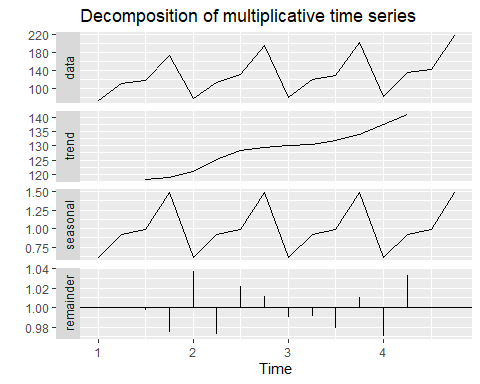 Decomposition of multiplicative time series
220
180
140
100
data
140
135
130
125
120
trend
1.50
1.25
1.00
0.75
seasonal
1.04
1.02
1.00
0.98
remainder
1 2 3 4
Time